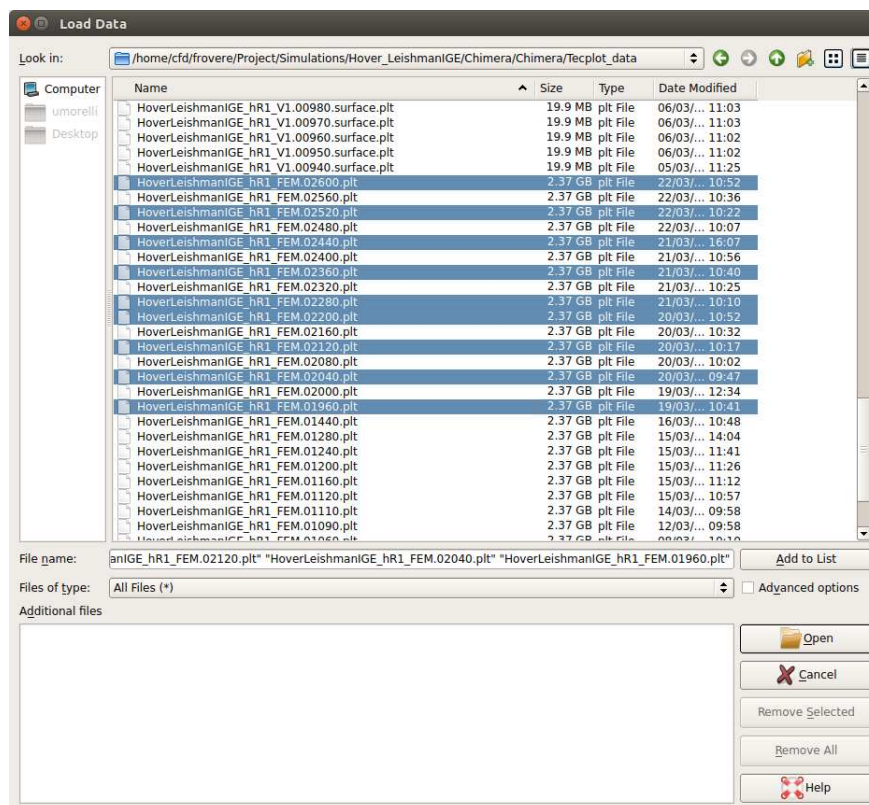 Load Data
Look in: /home/cfd/frovere/Project/Simulations/Hover_LeishmanIGE/Chimera/Chimera/Tecplot_data
Computer
umorelli
Desktop
Name Size Type Date Modified
HoverLeishmanIGE_hR1_V1.00980.surface.plt 19.9 MB plt File 06/03/... 11:03
HoverLeishmanIGE_hR1_V1.00970.surface.plt 19.9 MB plt File 06/03/... 11:03
HoverLeishmanIGE_hR1_V1.00960.surface.plt 19.9 MB plt File 06/03/... 11:02
HoverLeishmanIGE_hR1_V1.00950.surface.plt 19.9 MB plt File 06/03/... 11:02
HoverLeishmanIGE_hR1_V1.00940.surface.plt 19.9 MB plt File 05/03/... 11:25
HoverLeishmanIGE_hR1_FEM.02600.plt 2.37 GB plt File 22/03/... 10:52
HoverLeishmanIGE_hR1_FEM.02560.plt 2.37 GB plt File 22/03/... 10:36
HoverLeishmanIGE_hR1_FEM.02520.plt 2.37 GB plt File 22/03/... 10:22
HoverLeishmanIGE_hR1_FEM.02480.plt 2.37 GB plt File 22/03/... 10:07
HoverLeishmanIGE_hR1_FEM.02440.plt 2.37 GB plt File 21/03/... 16:07
HoverLeishmanIGE_hR1_FEM.02400.plt 2.37 GB plt File 21/03/... 10:56
HoverLeishmanIGE_hR1_FEM.02360.plt 2.37 GB plt File 21/03/... 10:40
HoverLeishmanIGE_hR1_FEM.02320.plt 2.37 GB plt File 21/03/... 10:25
HoverLeishmanIGE_hR1_FEM.02280.plt 2.37 GB plt File 21/03/... 10:10
HoverLeishmanIGE_hR1_FEM.02200.plt 2.37 GB plt File 20/03/... 10:52
HoverLeishmanIGE_hR1_FEM.02160.plt 2.37 GB plt File 20/03/... 10:32
HoverLeishmanIGE_hR1_FEM.02120.plt 2.37 GB plt File 20/03/... 10:17
HoverLeishmanIGE_hR1_FEM.02080.plt 2.37 GB plt File 20/03/... 10:02
HoverLeishmanIGE_hR1_FEM.02040.plt 2.37 GB plt File 20/03/... 09:47
HoverLeishmanIGE_hR1_FEM.02000.plt 2.37 GB plt File 19/03/... 12:34
HoverLeishmanIGE_hR1_FEM.01960.plt 2.37 GB plt File 19/03/... 10:41
HoverLeishmanIGE_hR1_FEM.01440.plt 2.37 GB plt File 16/03/... 10:48
HoverLeishmanIGE_hR1_FEM.01280.plt 2.37 GB plt File 15/03/... 14:04
HoverLeishmanIGE_hR1_FEM.01240.plt 2.37 GB plt File 15/03/... 11:41
HoverLeishmanIGE_hR1_FEM.01200.plt 2.37 GB plt File 15/03/... 11:26
HoverLeishmanIGE_hR1_FEM.01160.plt 2.37 GB plt File 15/03/... 11:12
HoverLeishmanIGE_hR1_FEM.01120.plt 2.37 GB plt File 15/03/... 10:57
HoverLeishmanIGE_hR1_FEM.01110.plt 2.37 GB plt File 14/03/... 09:58
HoverLeishmanIGE_hR1_FEM.01090.plt 2.37 GB plt File 12/03/... 09:58
File name: anIGE_hR1_FEM.02120.plt" "HoverLeishmanIGE_hR1_FEM.02040.plt" "HoverLeishmanIGE_hR1_FEM.01960.plt" Add to List
Files of type: All Files (*) Advanced options
Additional files
Open
Cancel
Remove Selected
Remove All
Help